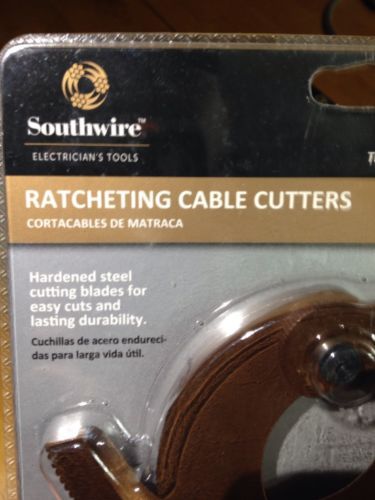 Southwire™
ELECTRICIAN'S TOOLS
RATCHETING CABLE CUTTERS
CORTACABLES DE MATRACA
Hardened steel
cutting blades for
easy cuts and
lasting durability.
Cuchillas de acero endureci-
das para larga vida útil.